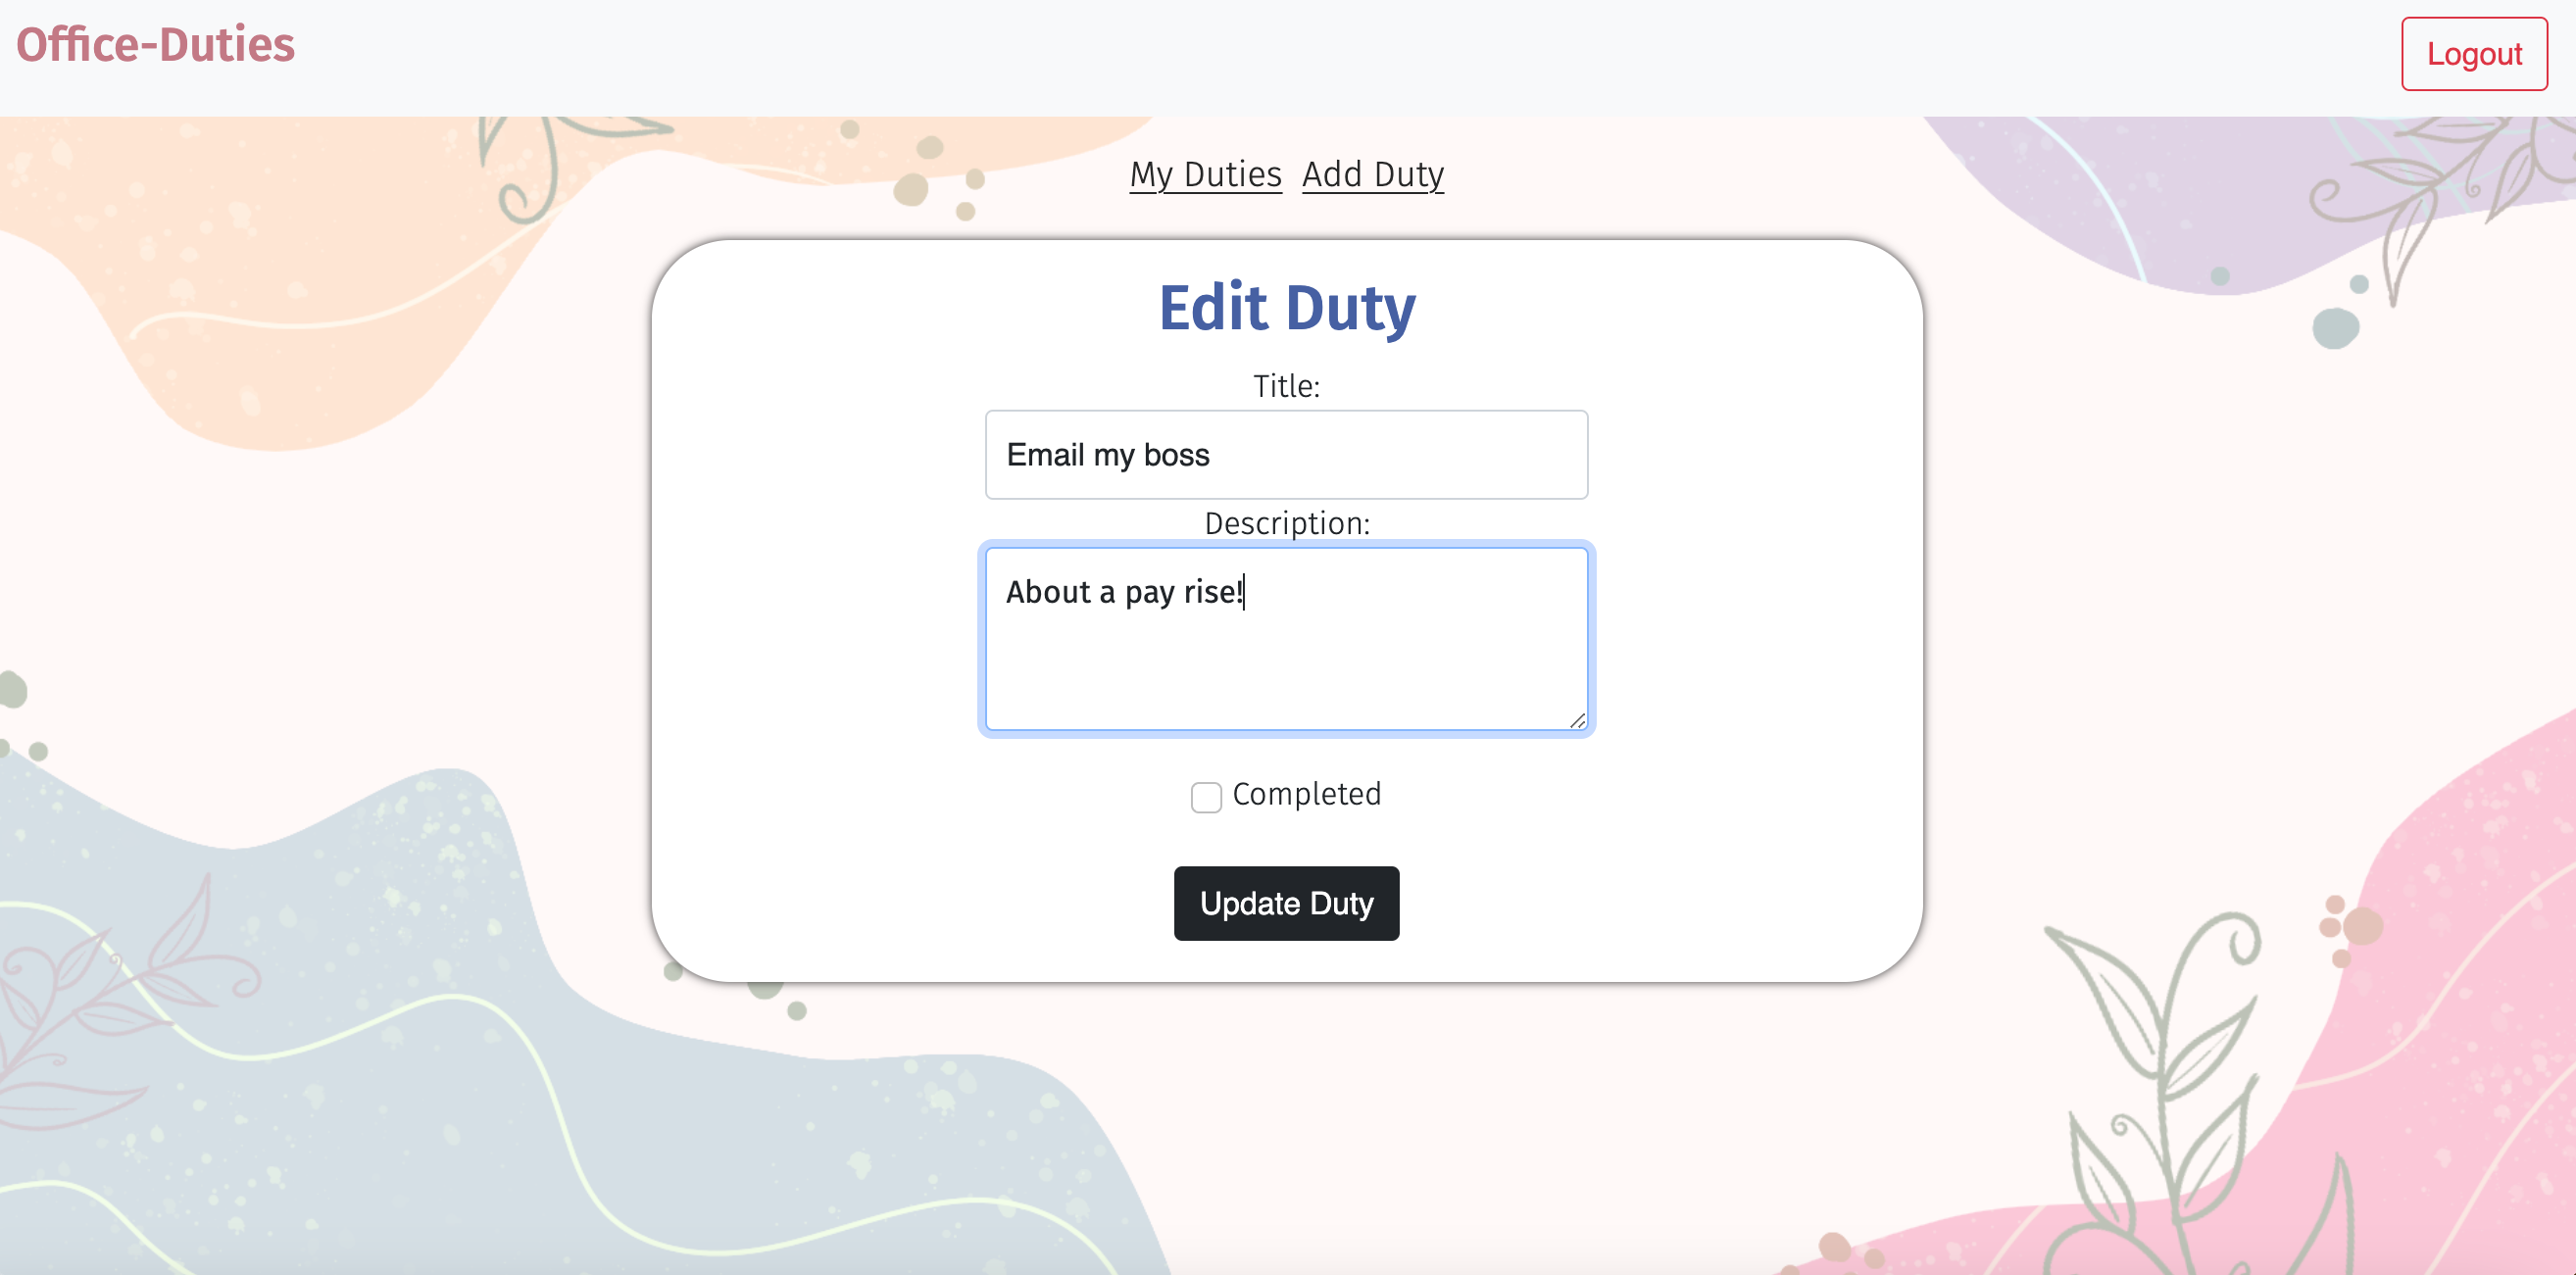 Office-Duties
Logout
My Duties Add Duty
Edit Duty
Title:
Email my boss
Description:
About a pay rise!
Completed
Update Duty